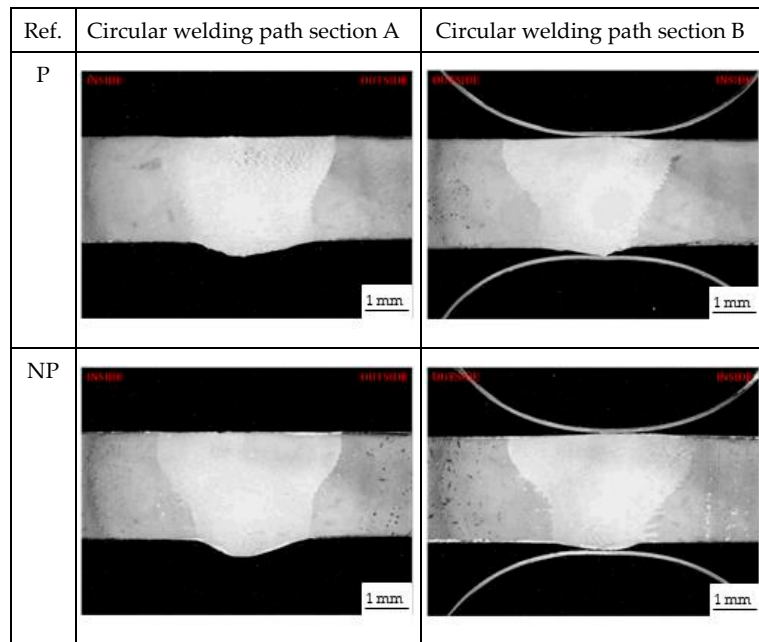 Ref. Circular welding path section A Circular welding path section B
P
INSIDE OUTSIDE OUTSIDE INSIDE
1 mm 1 mm
NP
INSIDE OUTSIDE OUTSIDE INSIDE
1 mm 1 mm